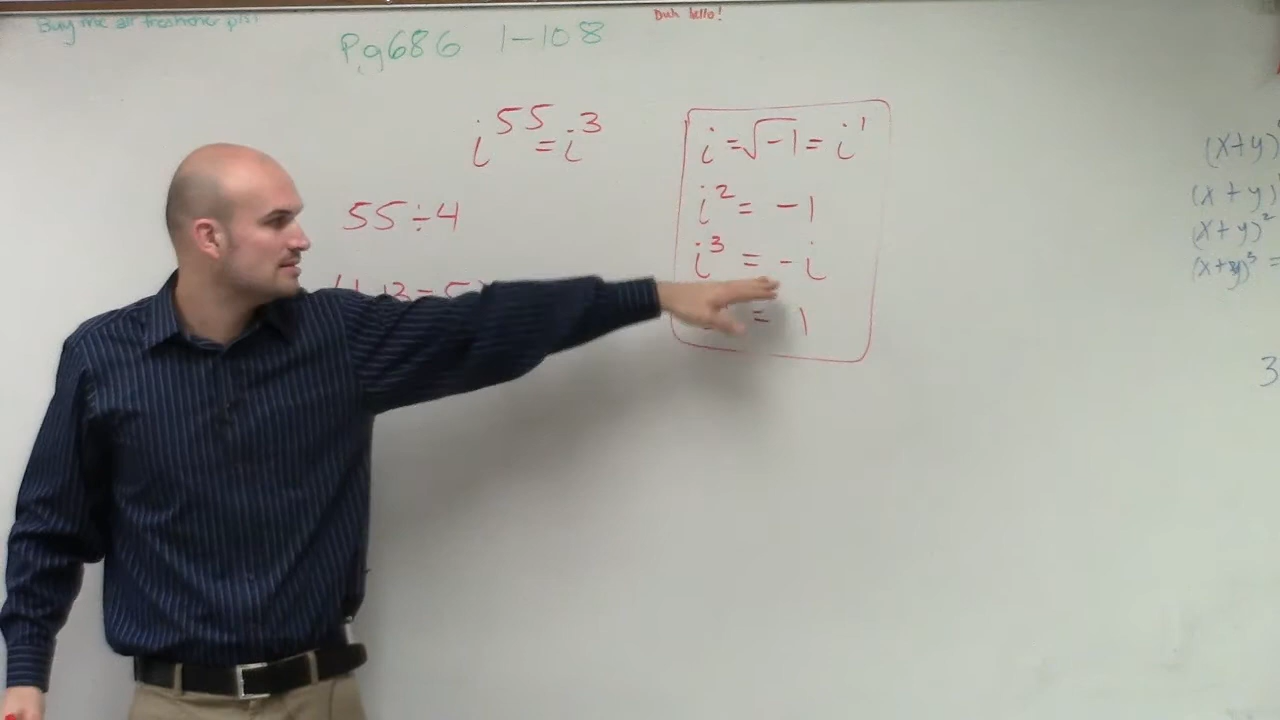 Buy me air freshener pls!
Duh hello!
Pg686 1-108
i⁵⁵ = i³
55÷4
i = √-1 = i¹
i² = -1
i³ = -i
= 1
(x+y)
(x+y)
(x+y)²
(x+y)³ =
3